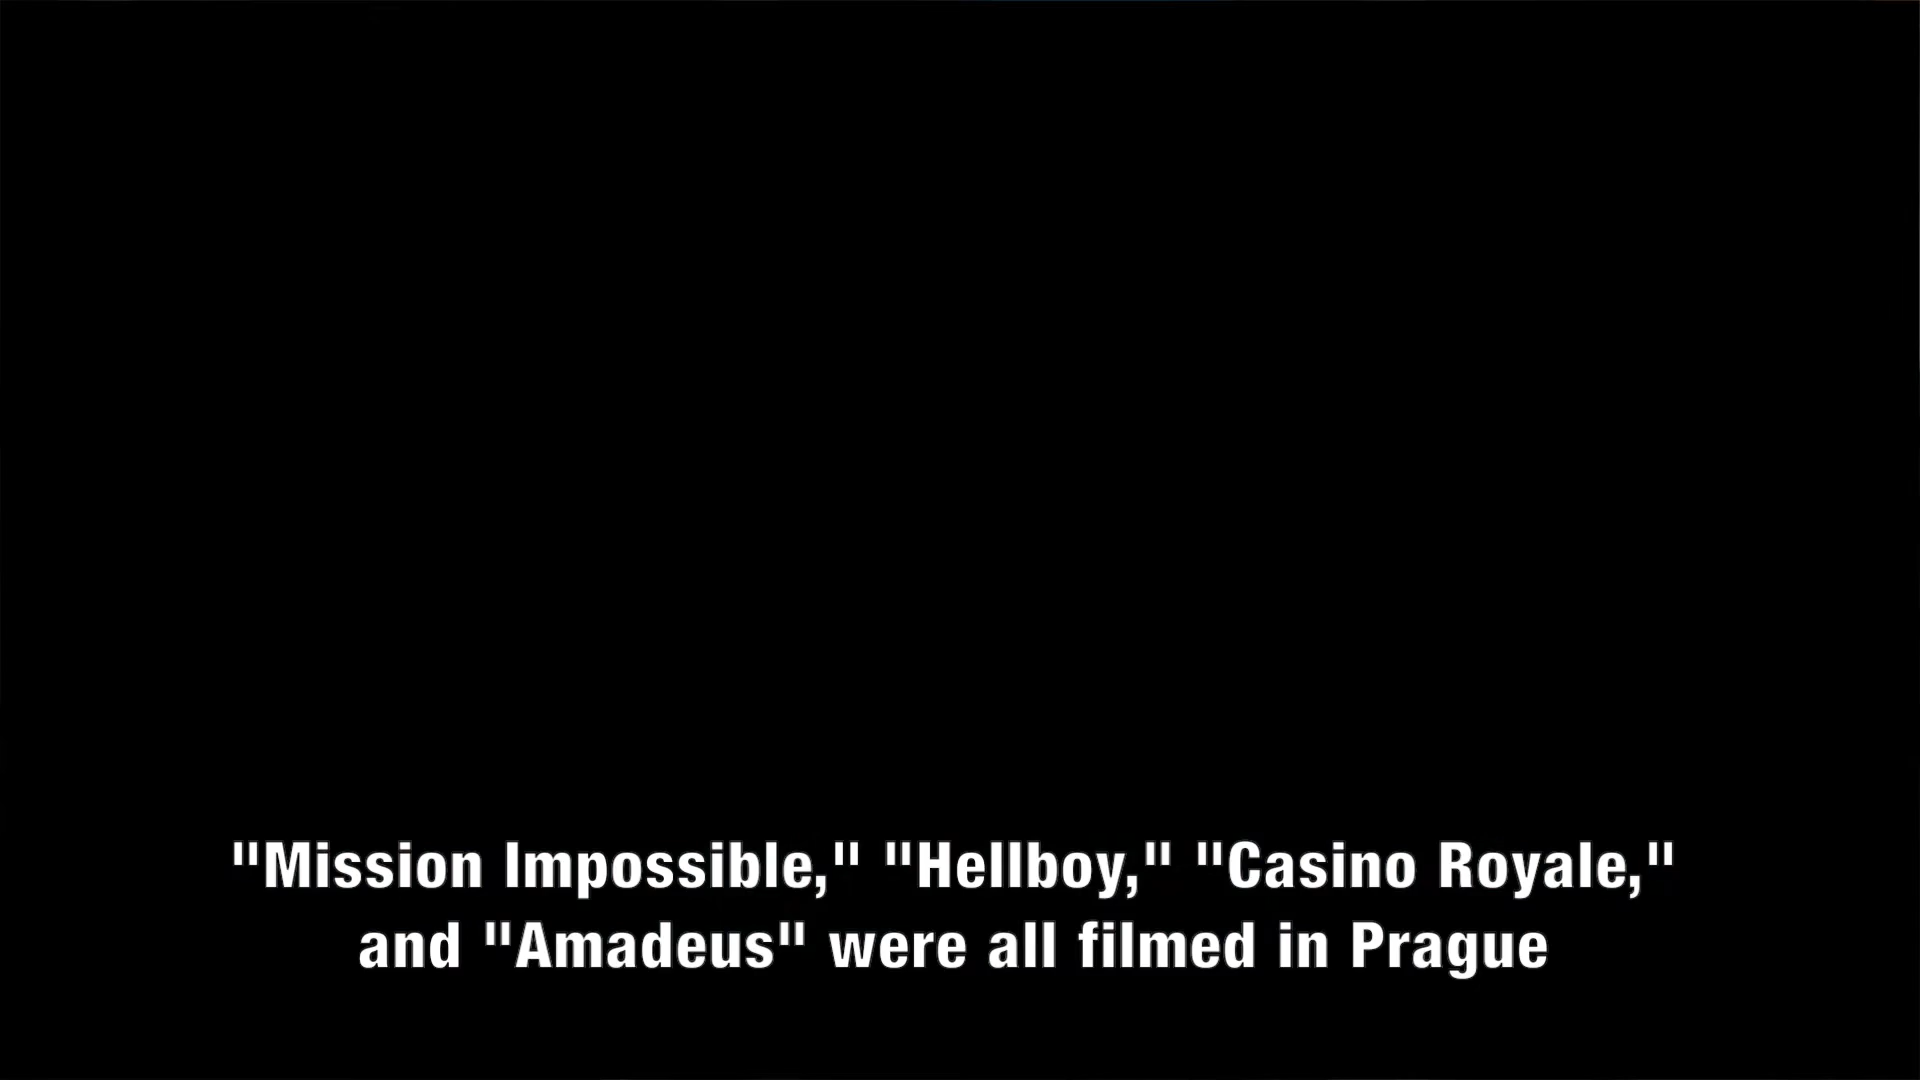 "Mission Impossible," "Hellboy," "Casino Royale,"
and "Amadeus" were all filmed in Prague